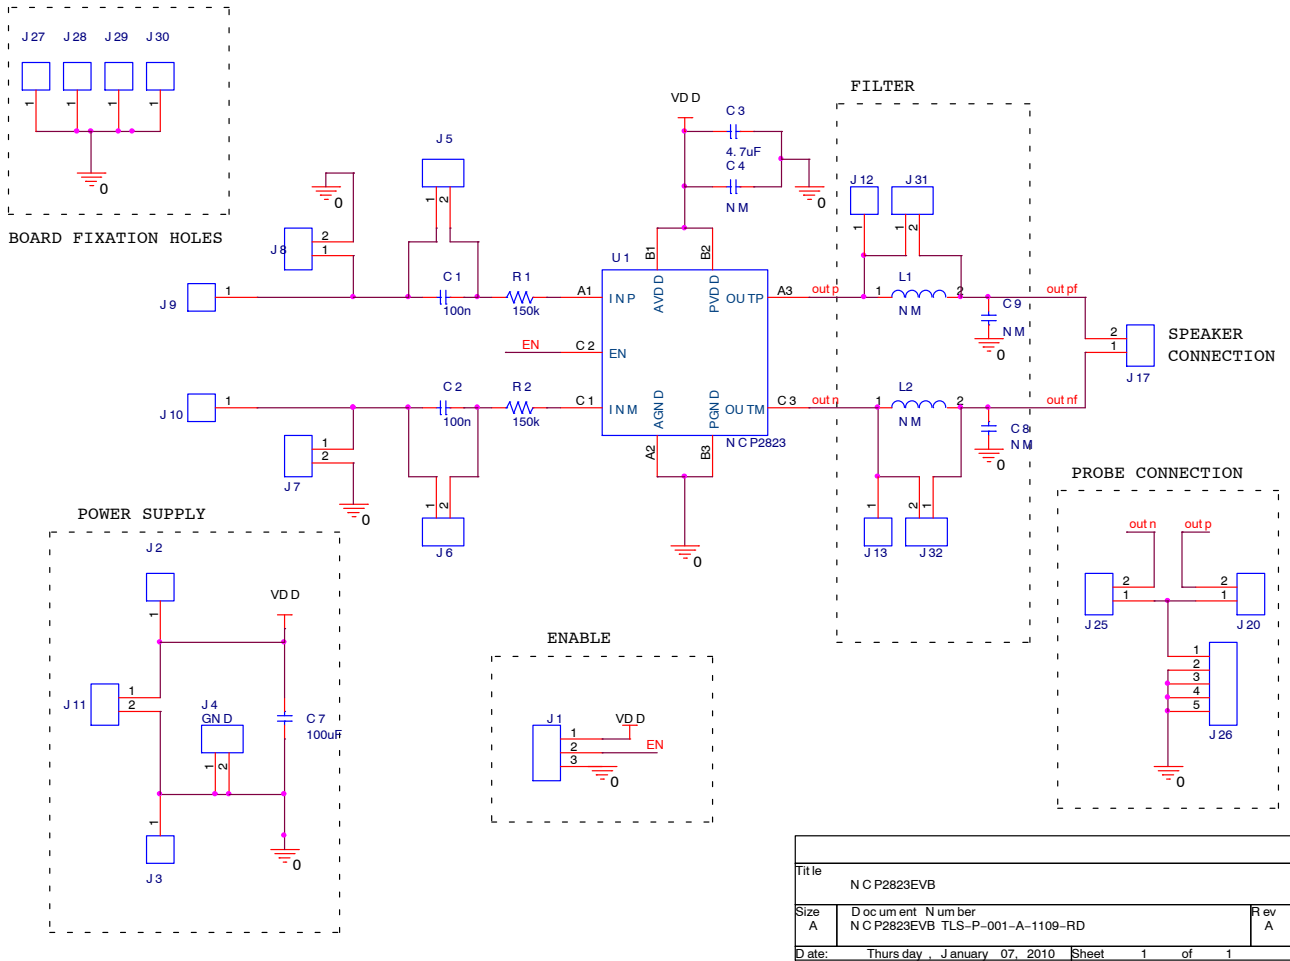 J27 J28 J29 J30
1 1 1 1
0
BOARD FIXATION HOLES
J5
1 2
0
J8
2
1
J9
1
C1
100n
R1
150k
VDD
C3
4.7uF
C4
NM
0
U1
B1 B2
A1 INP AVDD PVDD OUTP A3 out p
EN C2 EN
C1 INM AGND PGND OUTM C3 out n
A2 B3
NCP2823
0
J10
1
C2
100n
R2
150k
J7
1
2
0
1 2
J6
FILTER
J12 J31
1 1 2
1 L1 2
NM
C9
NM
0
out pf
1 L2 2
NM
C8
NM
0
out nf
1 2 1
J13 J32
2
1
J17
SPEAKER
CONNECTION
PROBE CONNECTION
out n out p
2 2
1 1
J25 J20
1
2
3
4
5
J26
0
POWER SUPPLY
J2
1
VDD
J11
1
2
J4
GND
1 2
C7
100uF
1
J3
0
ENABLE
J1
1 VDD
2 EN
3
0
Title
NCP2823EVB
Size Document Number Rev
A NCP2823EVB TLS-P-001-A-1109-RD A
Date: Thursday, January 07, 2010 Sheet 1 of 1